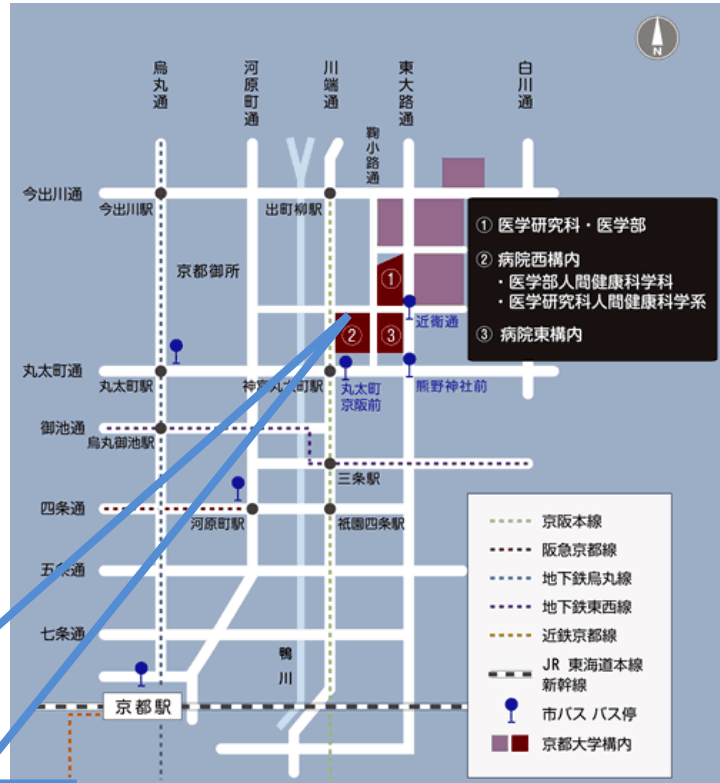 N
烏丸通
河原町通
川端通
東大路通
白川通
鞠小路通
今出川通
今出川駅
出町柳駅
京都御所
① 医学研究科・医学部
② 病院西構内
・医学部人間健康科学科
・医学研究科人間健康科学系
③ 病院東構内
①
②
③
近衛通
丸太町通
丸太町駅
神宮丸太町駅
丸太町
京阪前
熊野神社前
御池通
烏丸御池駅
三条駅
四条通
河原町駅
祇園四条駅
五条通
七条通
鴨川
京都駅
京阪本線
阪急京都線
地下鉄烏丸線
地下鉄東西線
近鉄京都線
JR 東海道本線
新幹線
市バス バス停
京都大学構内